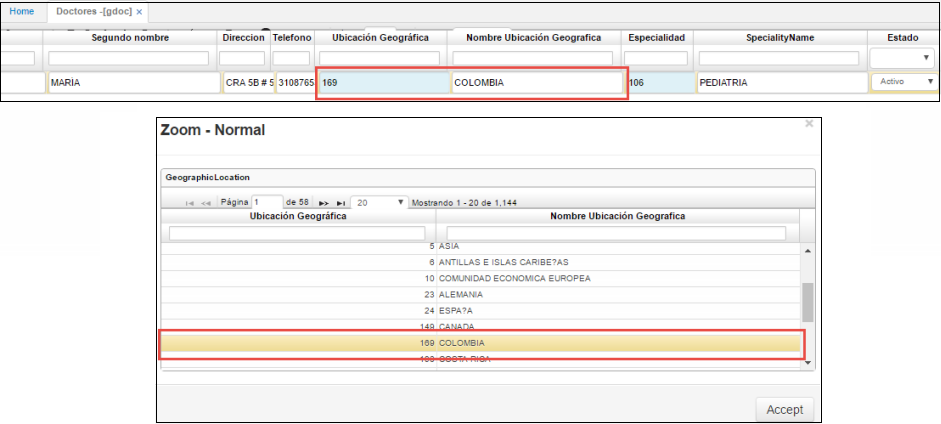 Home Doctores -[gdoc] ×
Segundo nombre Direccion Telefono Ubicación Geográfica Nombre Ubicación Geografica Especialidad SpecialityName Estado
MARIA CRA 5B # 5 3108765 169 COLOMBIA 106 PEDIATRIA Activo
Zoom - Normal ×
GeographicLocation
Página 1 de 58 20 Mostrando 1 - 20 de 1,144
Ubicación Geográfica Nombre Ubicación Geografica
5 ASIA
6 ANTILLAS E ISLAS CARIBE?AS
10 COMUNIDAD ECONOMICA EUROPEA
23 ALEMANIA
24 ESPA?A
149 CANADA
169 COLOMBIA
COSTA RICA
Accept